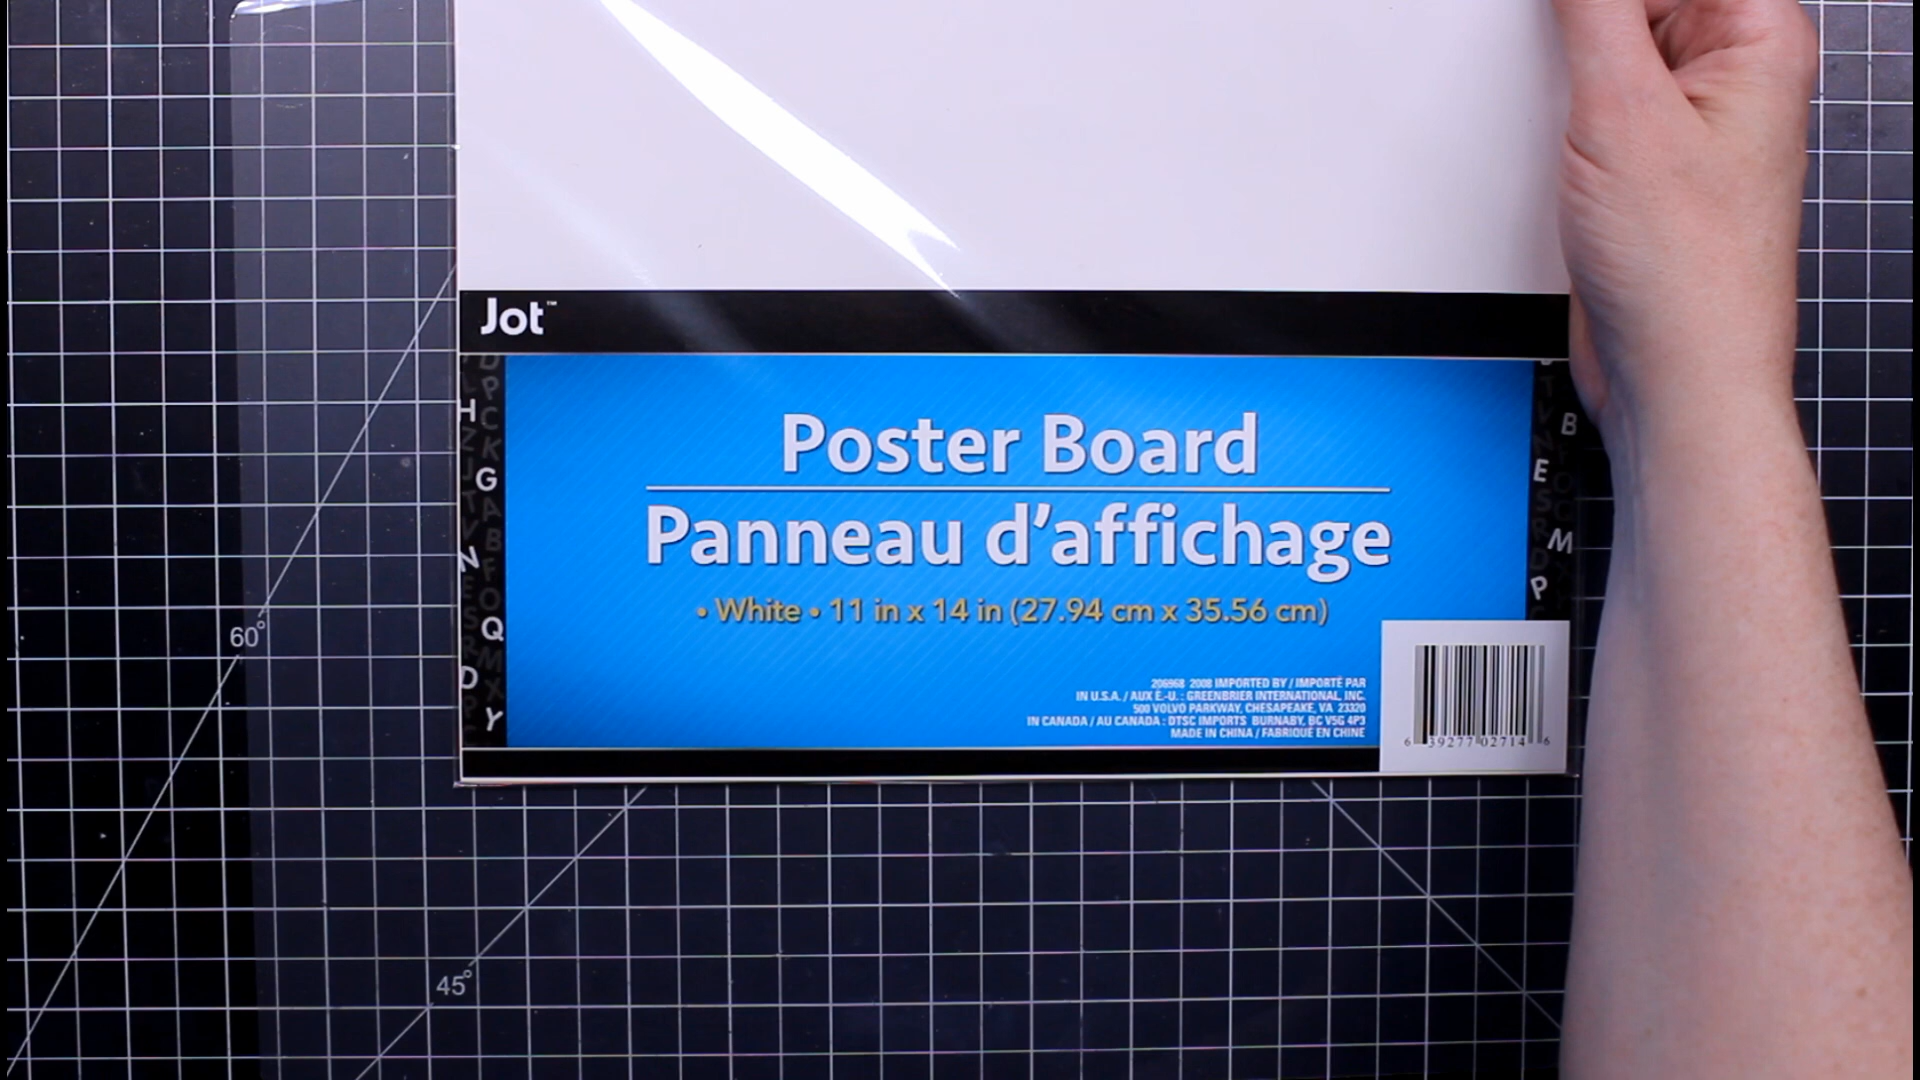 Jot™
Poster Board
Panneau d'affichage
• White • 11 in x 14 in (27.94 cm x 35.56 cm)
206968 2008 IMPORTED BY / IMPORTÉ PAR
IN U.S.A. / AUX É.-U. : GREENBRIER INTERNATIONAL, INC.
500 VOLVO PARKWAY, CHESAPEAKE, VA 23320
IN CANADA / AU CANADA : DTSC IMPORTS BURNABY, BC V5G 4P3
MADE IN CHINA / FABRIQUÉ EN CHINE
6 39277 02714 6
H
G
N
Q
D
Y
B
E
M
P
60°
45°